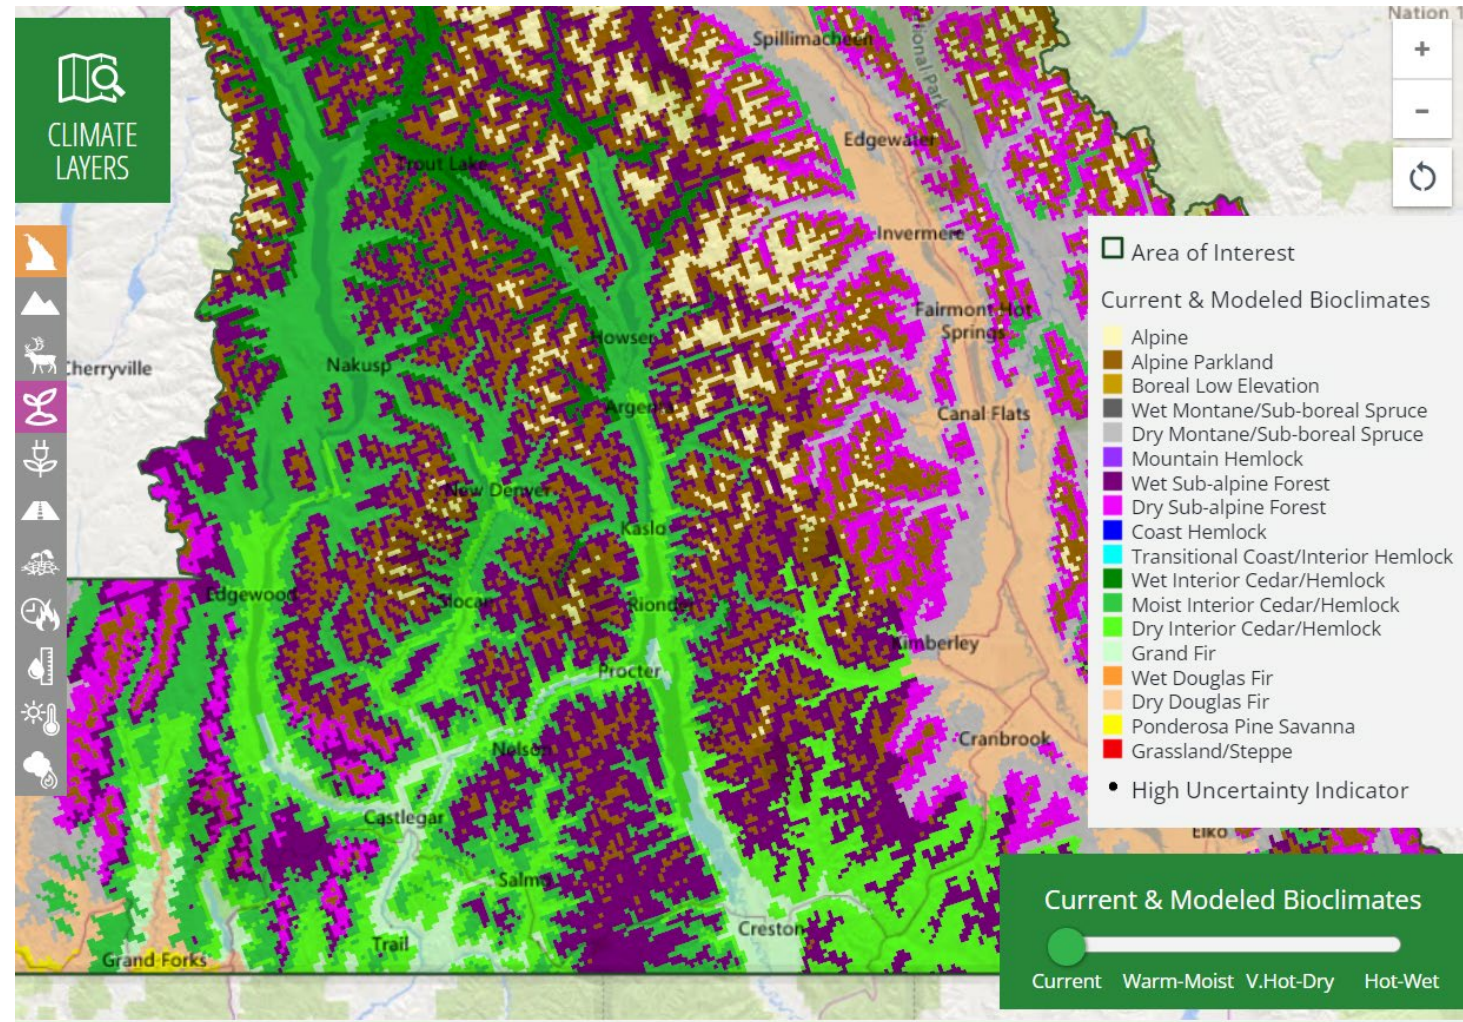 Nation
Spillimacheen
ational Park
CLIMATE
LAYERS
Edgewater
Trout Lake
Invermere
Area of Interest
Current & Modeled Bioclimates
Alpine
Alpine Parkland
Boreal Low Elevation
Wet Montane/Sub-boreal Spruce
Dry Montane/Sub-boreal Spruce
Mountain Hemlock
Wet Sub-alpine Forest
Dry Sub-alpine Forest
Coast Hemlock
Transitional Coast/Interior Hemlock
Wet Interior Cedar/Hemlock
Moist Interior Cedar/Hemlock
Dry Interior Cedar/Hemlock
Grand Fir
Wet Douglas Fir
Dry Douglas Fir
Ponderosa Pine Savanna
Grassland/Steppe
High Uncertainty Indicator
Fairmont Hot
Springs
Howser
Nakusp
Cherryville
Argenta
Canal Flats
New Denver
Kaslo
Edgewood
Slocan
Riondel
Kimberley
Procter
Cranbrook
Nelson
Castlegar
Elko
Salmo
Creston
Trail
Grand Forks
Current & Modeled Bioclimates
Current
Warm-Moist
V.Hot-Dry
Hot-Wet